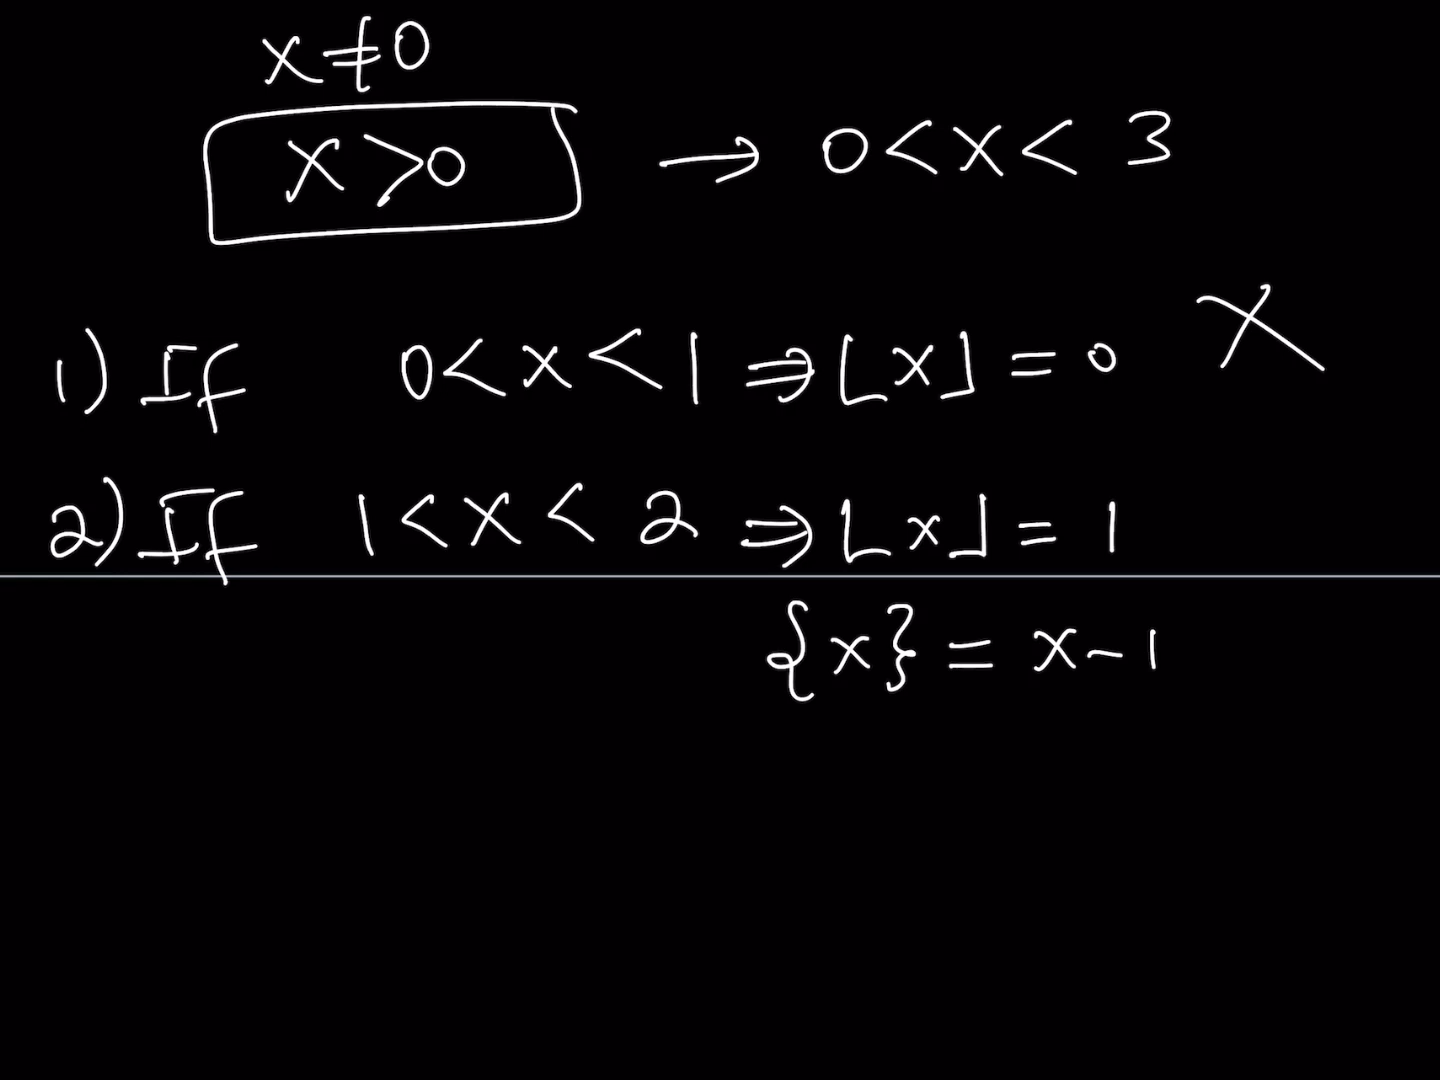 x≠0
x>0 → 0<x<3
1) If 0<x<1 ⇒ ⌊x⌋ = 0 X
2) If 1<x<2 ⇒ ⌊x⌋ = 1
{x} = x-1